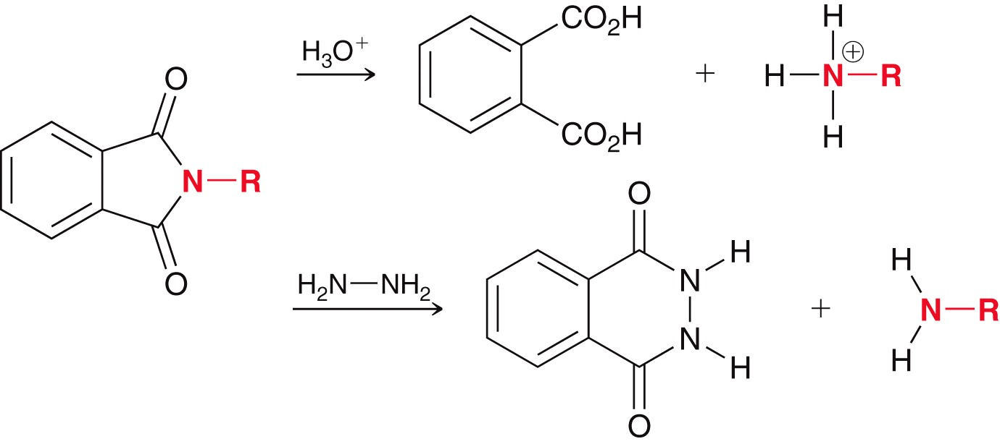 O
N—R
O
H₃O⁺
CO₂H
CO₂H
+
H
H—N⊕—R
H
H₂N—NH₂
O
N H
N H
O
+
H
N—R
H